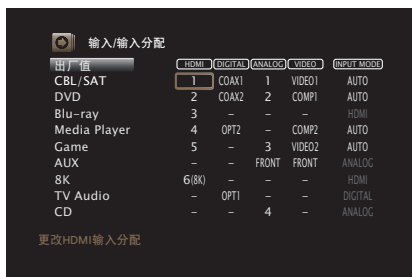 输入/输入分配
出厂值 HDMI DIGITAL ANALOG VIDEO INPUT MODE
CBL/SAT 1 COAX1 1 VIDEO1 AUTO
DVD 2 COAX2 2 COMP1 AUTO
Blu-ray 3 – – – HDMI
Media Player 4 OPT2 – COMP2 AUTO
Game 5 – 3 VIDEO2 AUTO
AUX – – FRONT FRONT ANALOG
8K 6(8K) – – – HDMI
TV Audio – OPT1 – – DIGITAL
CD – – 4 – ANALOG
更改HDMI输入分配